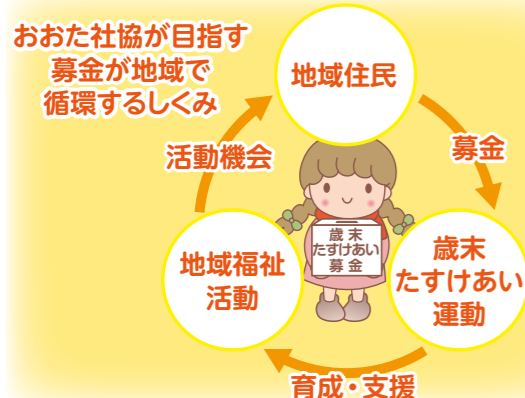 おおた社協が目指す
募金が地域で
循環するしくみ
地域住民
活動機会
募金
歳末
たすけあい
募金
地域福祉
活動
歳末
たすけあい
運動
育成・支援